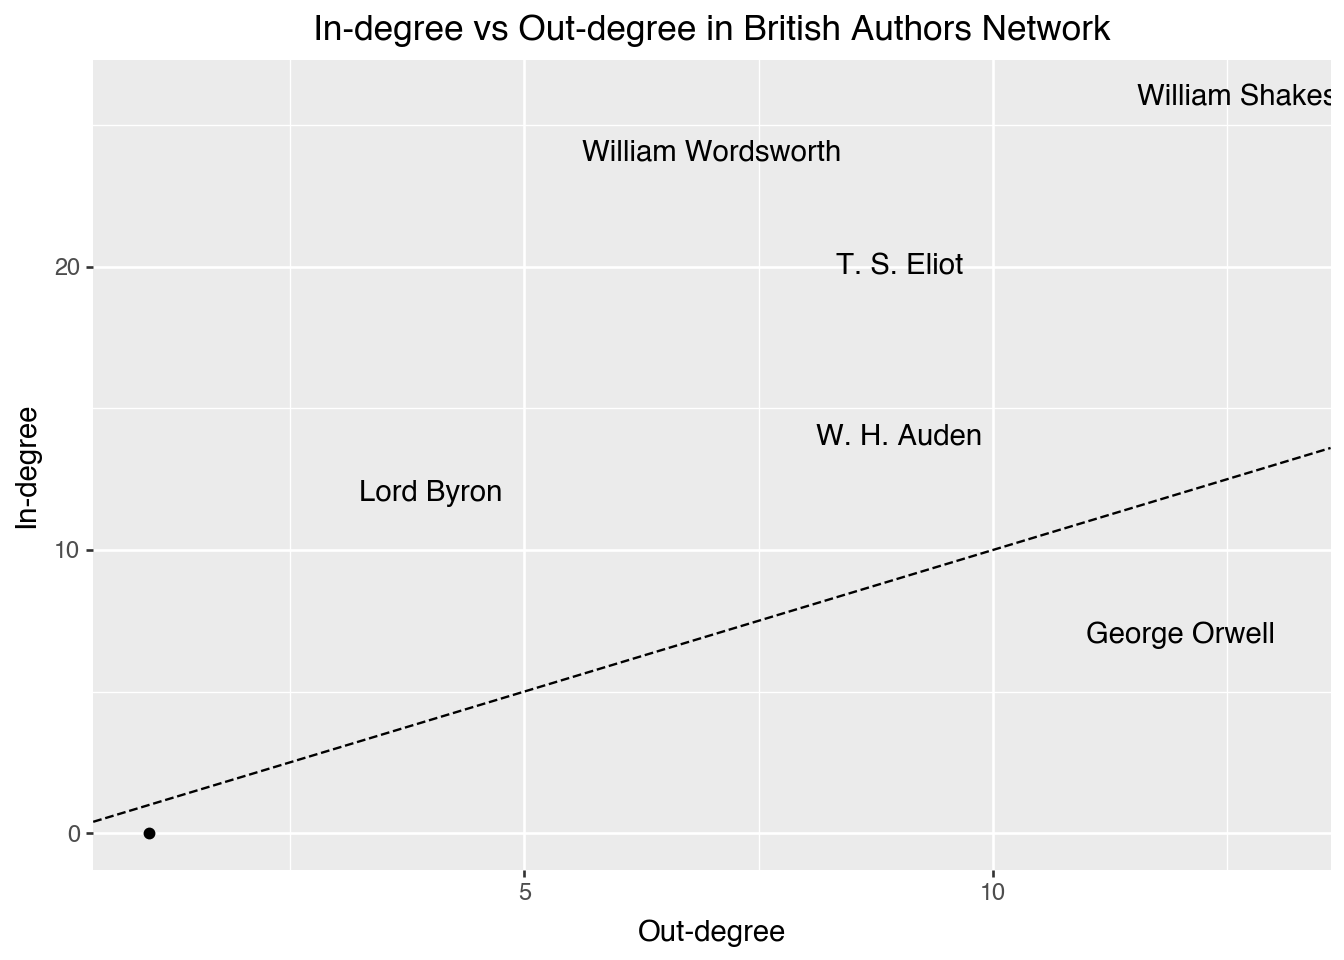 In-degree vs Out-degree in British Authors Network
William Shakes
William Wordsworth
20
T. S. Eliot
W. H. Auden
Lord Byron
In-degree
10
George Orwell
0
5
10
Out-degree